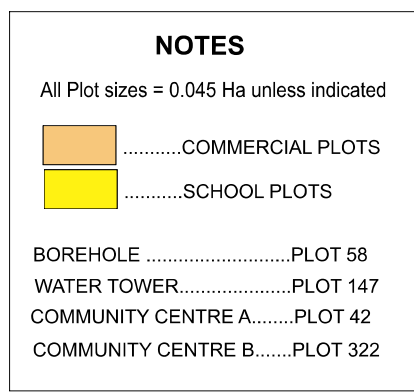 NOTES
All Plot sizes = 0.045 Ha unless indicated
...........COMMERCIAL PLOTS
...........SCHOOL PLOTS
BOREHOLE ..........................PLOT 58
WATER TOWER....................PLOT 147
COMMUNITY CENTRE A........PLOT 42
COMMUNITY CENTRE B.......PLOT 322